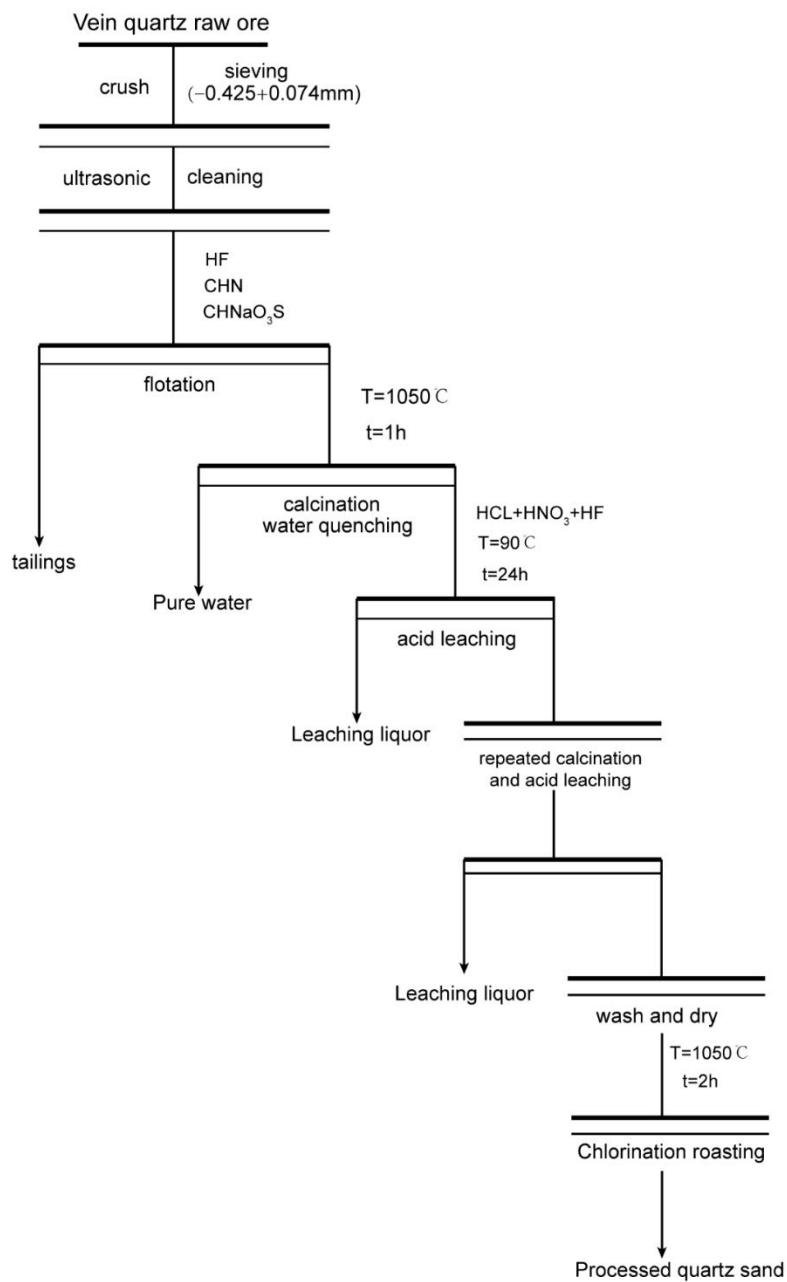 Vein quartz raw ore
crush
sieving
(−0.425+0.074mm)
ultrasonic cleaning
HF
CHN
CHNaO₃S
flotation
T=1050℃
t=1h
tailings
calcination
water quenching
Pure water
HCL+HNO₃+HF
T=90℃
t=24h
acid leaching
Leaching liquor
repeated calcination
and acid leaching
Leaching liquor
wash and dry
T=1050℃
t=2h
Chlorination roasting
Processed quartz sand